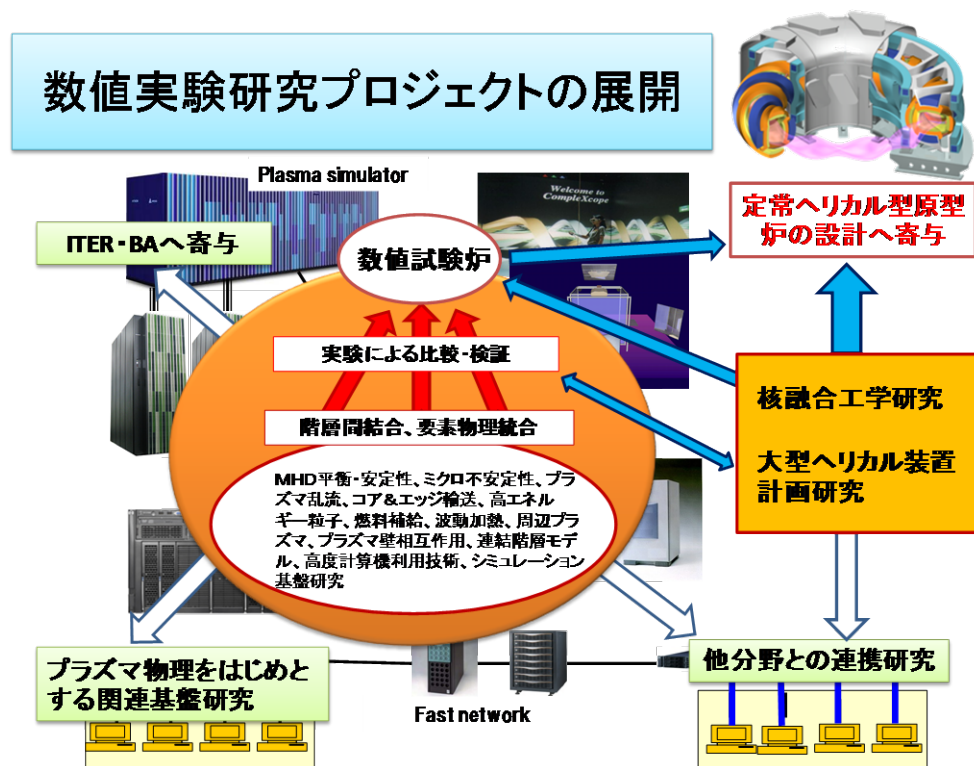 数値実験研究プロジェクトの展開
Plasma simulator
Welcome to
CompleXcope
ITER・BAへ寄与
数値試験炉
定常ヘリカル型原型
炉の設計へ寄与
実験による比較・検証
階層間結合、要素物理統合
核融合工学研究
大型ヘリカル装置
計画研究
MHD平衡・安定性、ミクロ不安定性、プラ
ズマ乱流、コア&エッジ輸送、高エネル
ギー粒子、燃料補給、波動加熱、周辺プラ
ズマ、プラズマ壁相互作用、連結階層モデ
ル、高度計算機利用技術、シミュレーション
基盤研究
プラズマ物理をはじめと
する関連基盤研究
他分野との連携研究
Fast network